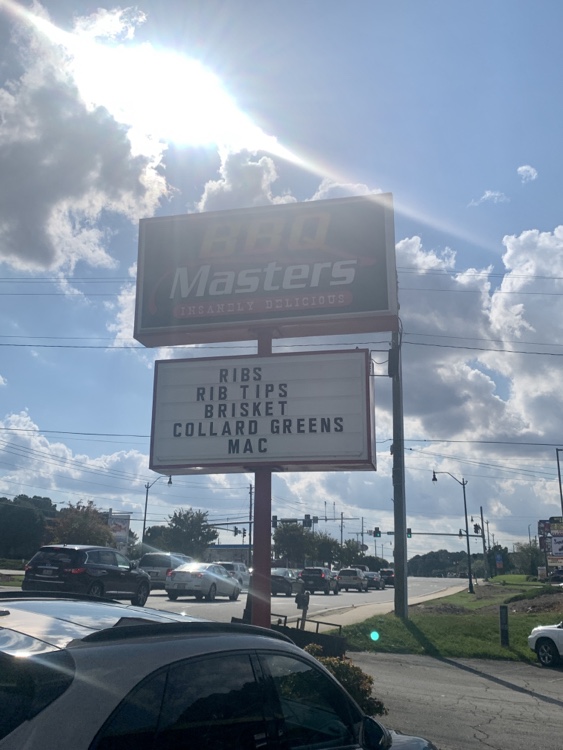 BBQ
Masters
INSANELY DELICIOUS
RIBS
RIB TIPS
BRISKET
COLLARD GREENS
MAC